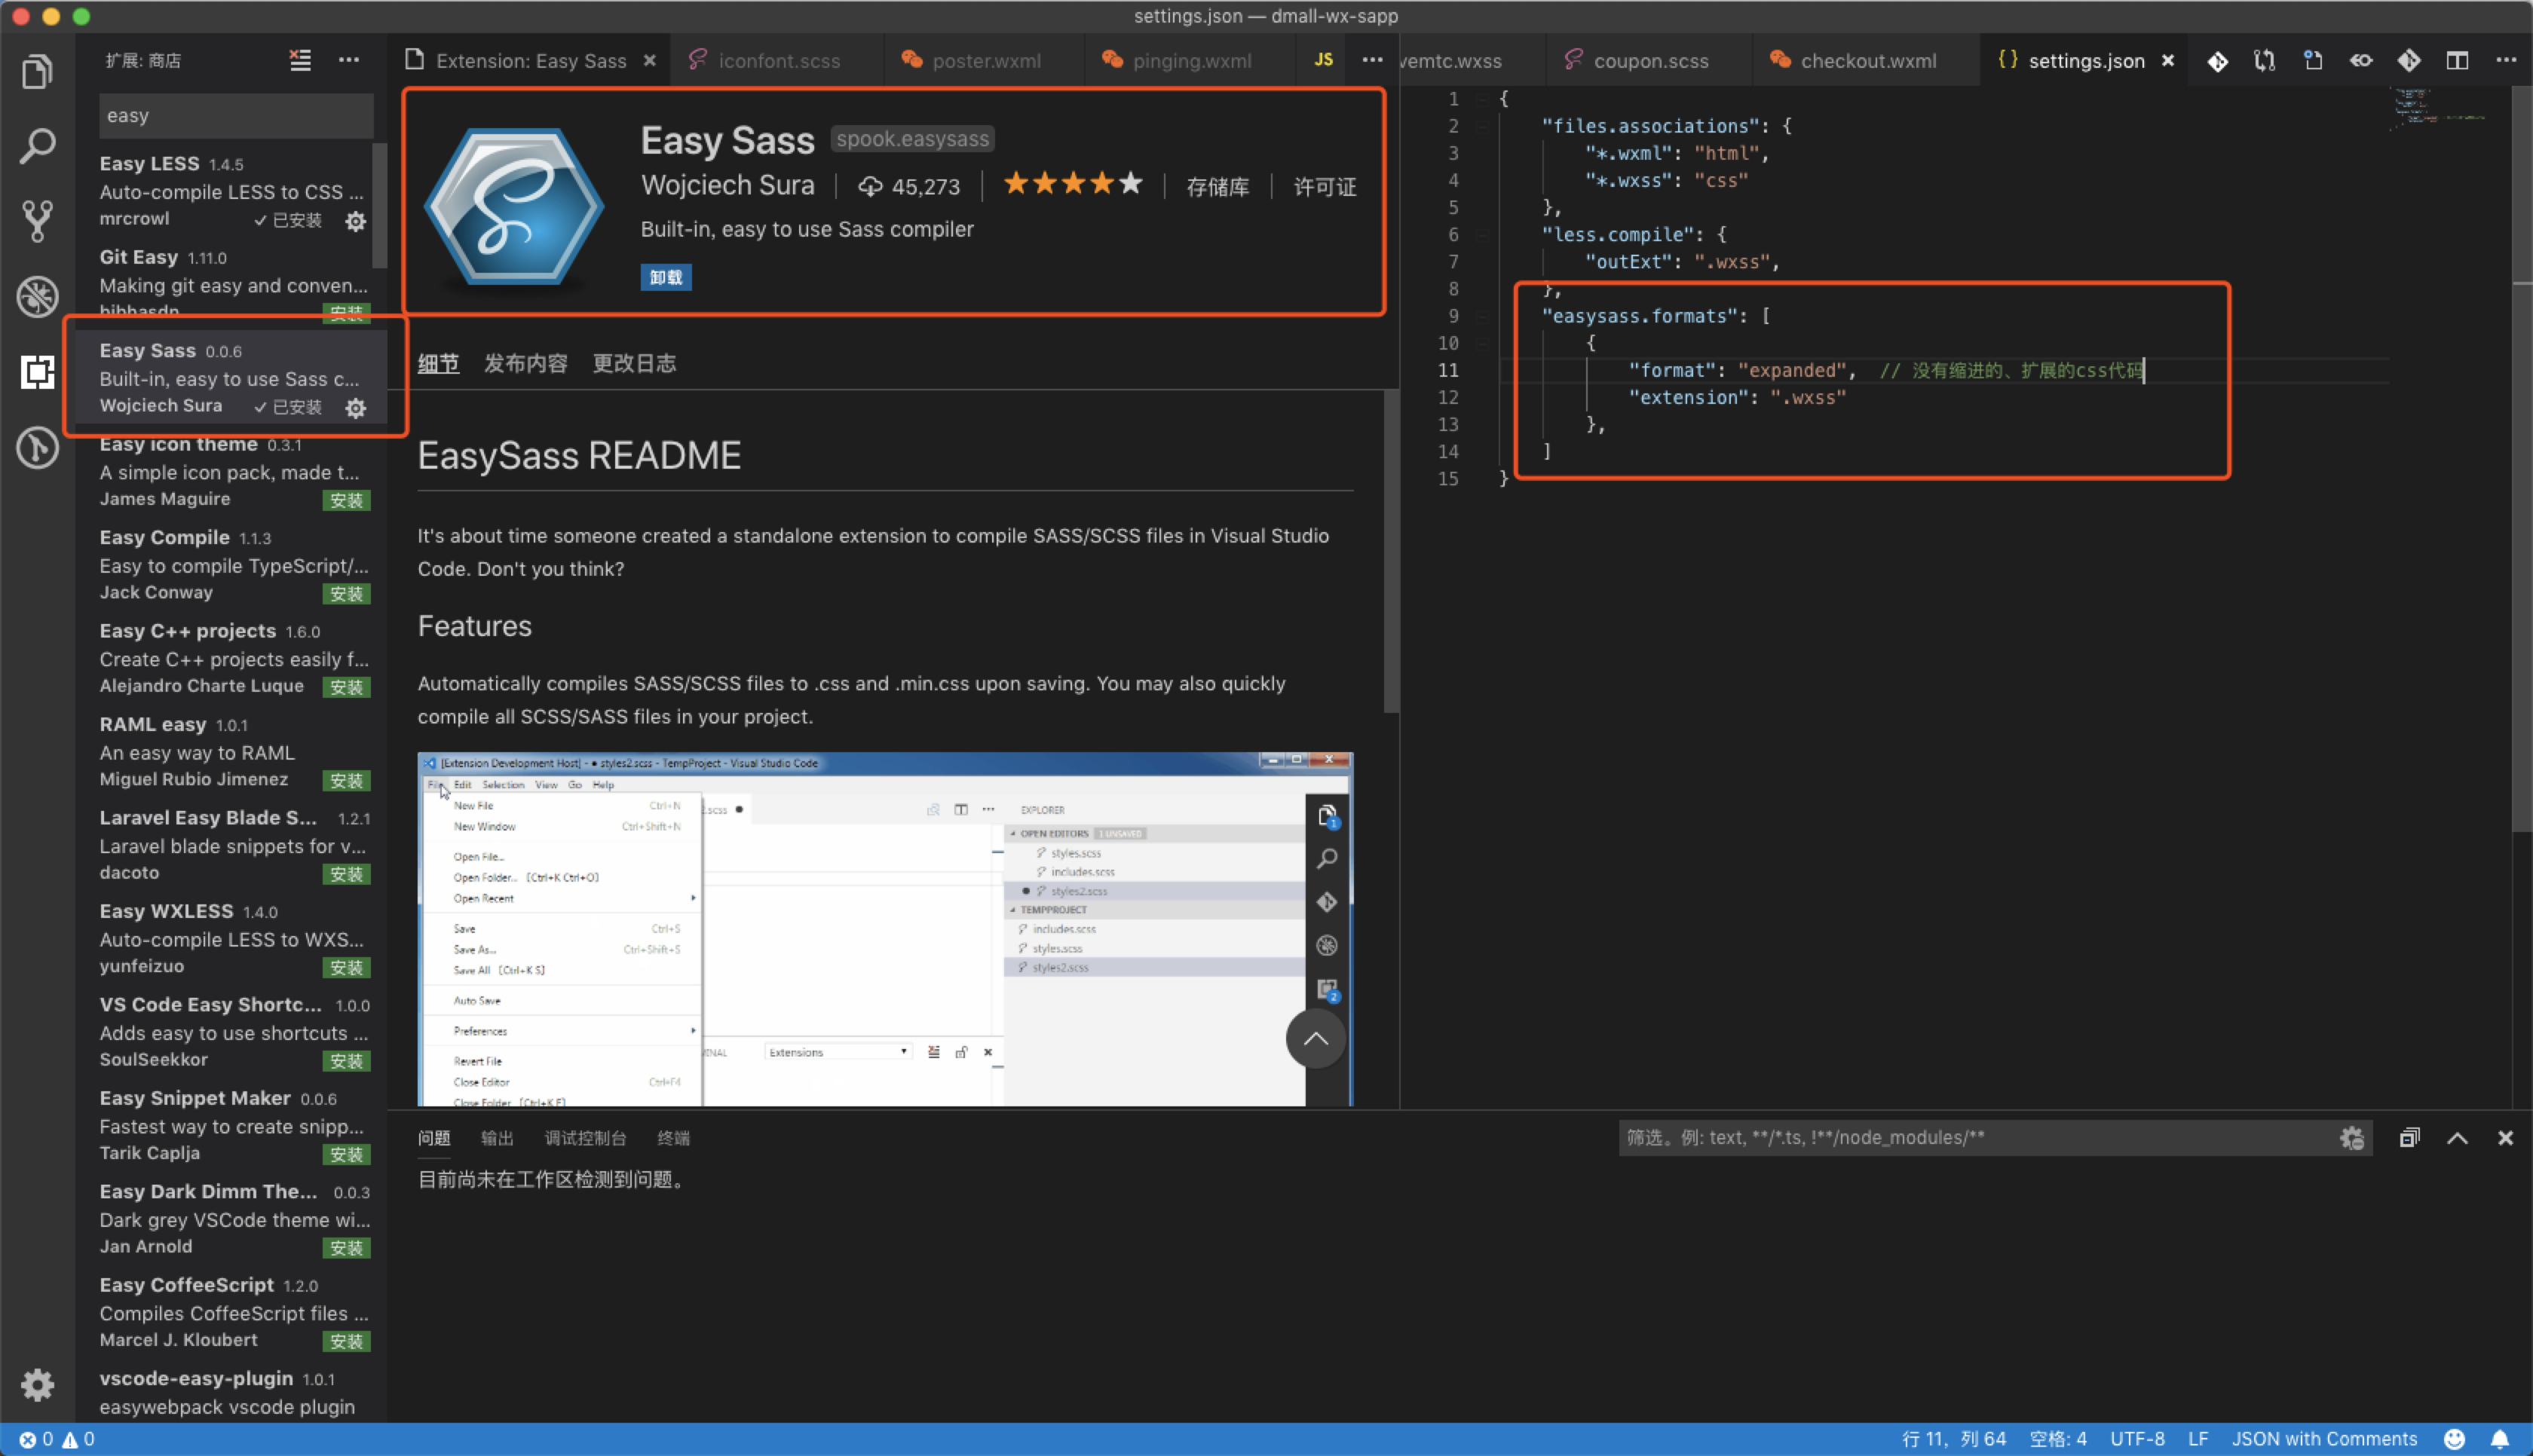 settings.json — dmall-wx-sapp
扩展: 商店
easy
Easy LESS 1.4.5
Auto-compile LESS to CSS ...
mrcrowl ✓ 已安装
Git Easy 1.11.0
Making git easy and conven...
bibhasdn 安装
Easy Sass 0.0.6
Built-in, easy to use Sass c...
Wojciech Sura ✓ 已安装
Easy icon theme 0.3.1
A simple icon pack, made t...
James Maguire 安装
Easy Compile 1.1.3
Easy to compile TypeScript/...
Jack Conway 安装
Easy C++ projects 1.6.0
Create C++ projects easily f...
Alejandro Charte Luque 安装
RAML easy 1.0.1
An easy way to RAML
Miguel Rubio Jimenez 安装
Laravel Easy Blade S... 1.2.1
Laravel blade snippets for v...
dacoto 安装
Easy WXLESS 1.4.0
Auto-compile LESS to WXS...
yunfeizuo 安装
VS Code Easy Shortc... 1.0.0
Adds easy to use shortcuts ...
SoulSeekkor 安装
Easy Snippet Maker 0.0.6
Fastest way to create snipp...
Tarik Caplja 安装
Easy Dark Dimm The... 0.0.3
Dark grey VSCode theme wi...
Jan Arnold 安装
Easy CoffeeScript 1.2.0
Compiles CoffeeScript files ...
Marcel J. Kloubert 安装
vscode-easy-plugin 1.0.1
easywebpack vscode plugin
Extension: Easy Sass iconfont.scss poster.wxml pinging.wxml JS
Easy Sass spook.easysass
Wojciech Sura 45,273 存储库 许可证
Built-in, easy to use Sass compiler
卸载
细节 发布内容 更改日志
EasySass README
It's about time someone created a standalone extension to compile SASS/SCSS files in Visual Studio
Code. Don't you think?
Features
Automatically compiles SASS/SCSS files to .css and .min.css upon saving. You may also quickly
compile all SCSS/SASS files in your project.
[Extension Development Host] - ● styles2.scss - TempProject - Visual Studio Code
File Edit Selection View Go Help
New File Ctrl+N
New Window Ctrl+Shift+N
Open File...
Open Folder... [Ctrl+K Ctrl+O]
Open Recent
Save Ctrl+S
Save As... Ctrl+Shift+S
Save All [Ctrl+K S]
Auto Save
Preferences
Revert File
Close Editor Ctrl+F4
Close Folder [Ctrl+K F]
.scss
INAL Extensions
EXPLORER
OPEN EDITORS 1 UNSAVED
styles.scss
includes.scss
styles2.scss
TEMPPROJECT
includes.scss
styles.scss
styles2.scss
1
2
vemtc.wxss coupon.scss checkout.wxml {} settings.json
1 {
2 "files.associations": {
3 "*.wxml": "html",
4 "*.wxss": "css"
5 },
6 "less.compile": {
7 "outExt": ".wxss",
8 },
9 "easysass.formats": [
10 {
11 "format": "expanded", // 没有缩进的、扩展的css代码
12 "extension": ".wxss"
13 },
14 ]
15 }
问题 输出 调试控制台 终端
筛选。例: text, **/*.ts, !**/node_modules/**
目前尚未在工作区检测到问题。
0 0
行 11，列 64 空格: 4 UTF-8 LF JSON with Comments